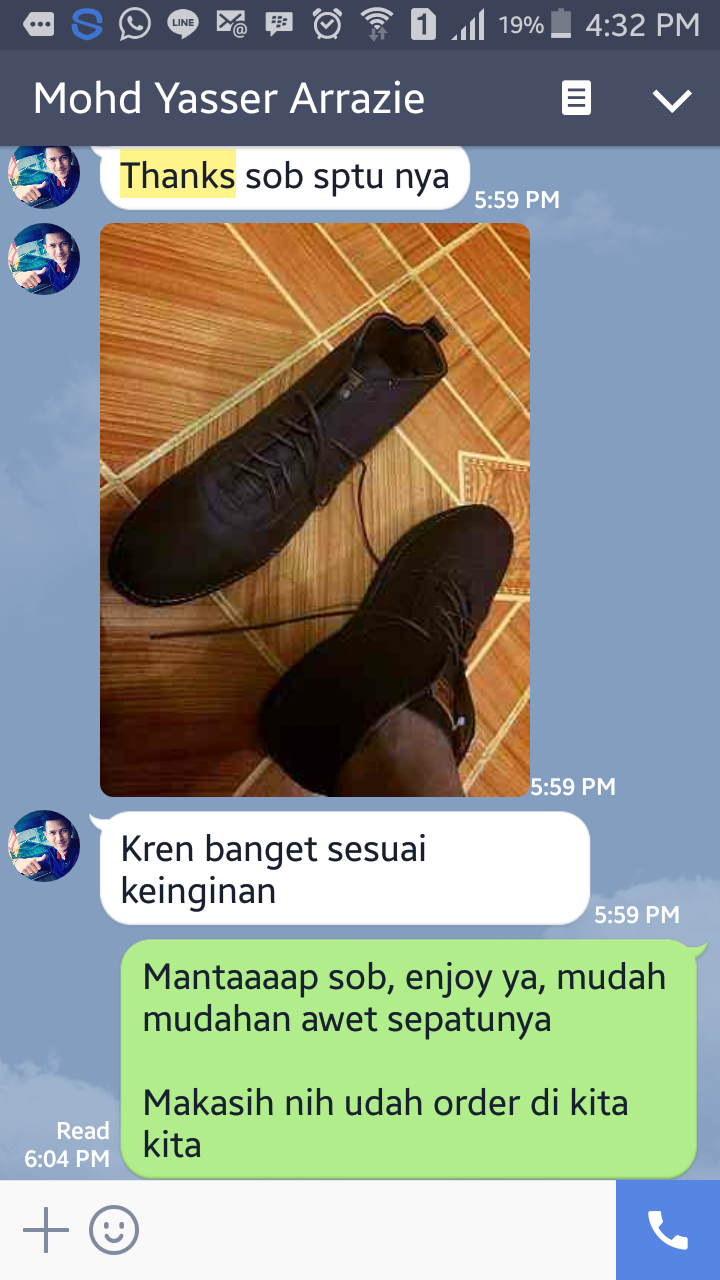 LINE
1
19%
4:32 PM
Mohd Yasser Arrazie
Thanks sob sptu nya
5:59 PM
5:59 PM
Kren banget sesuai
keinginan
5:59 PM
Mantaaaap sob, enjoy ya, mudah
mudahan awet sepatunya
Makasih nih udah order di kita
kita
Read
6:04 PM